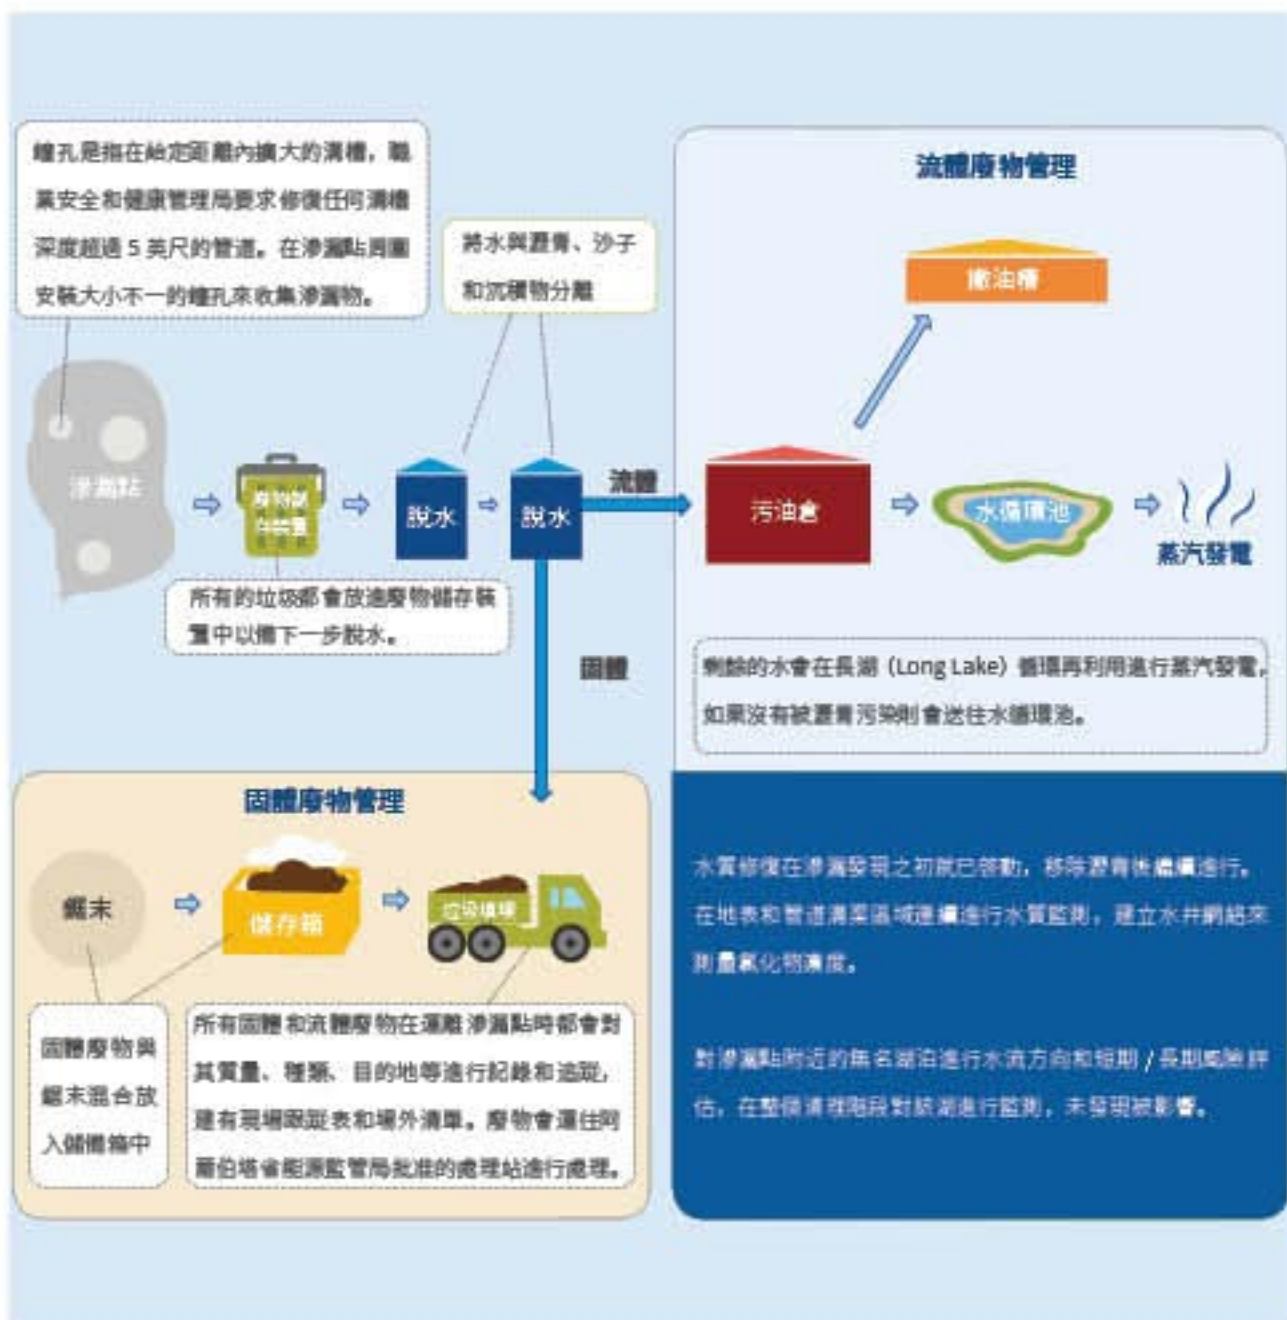 鐘孔是指在給定距離內擴大的溝槽，職
業安全和健康管理局要求修復任何溝槽
深度超過 5 英尺的管道。在滲漏點周圍
安裝大小不一的鐘孔來收集滲漏物。
將水與瀝青、沙子
和沉積物分離
流體廢物管理
撇油槽
滲漏點
廢物儲
存裝置
脫水
脫水
流體
污油倉
水循環池
蒸汽發電
所有的垃圾都會放進廢物儲存裝
置中以備下一步脫水。
固體
剩餘的水會在長湖（Long Lake）循環再利用進行蒸汽發電，
如果沒有被瀝青污染則會送往水循環池。
固體廢物管理
鋸末
儲存箱
垃圾填埋
固體廢物與
鋸末混合放
入儲備箱中
所有固體和流體廢物在運離滲漏點時都會對
其質量、種類、目的地等進行記錄和追蹤，
建有現場跟蹤表和場外清單。廢物會運往阿
爾伯塔省能源監管局批准的處理站進行處理。
水質修復在滲漏發現之初就已啓動，移除瀝青後繼續進行。
在地表和管道溝渠區域連續進行水質監測，建立水井網絡來
測量氯化物濃度。
對滲漏點附近的無名湖泊進行水流方向和短期 / 長期風險評
估，在整個清理階段對該湖進行監測，未發現被影響。